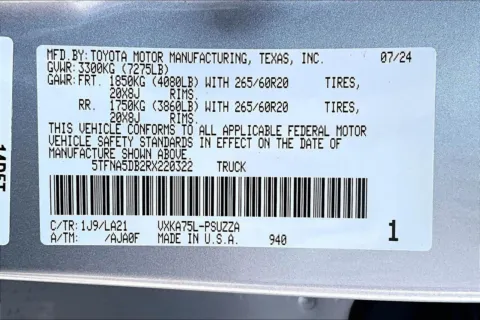 MFD.BY:TOYOTA MOTOR MANUFACTURING, TEXAS, INC. 07/24
GVWR:3300KG (7275LB)
GAWR:FRT. 1850KG (4080LB) WITH 265/60R20 TIRES,
20X8J RIMS.
RR. 1750KG (3860LB) WITH 265/60R20 TIRES,
20X8J RIMS.
THIS VEHICLE CONFORMS TO ALL APPLICABLE FEDERAL MOTOR
VEHICLE SAFETY STANDARDS IN EFFECT ON THE DATE OF
MANUFACTURE SHOWN ABOVE.
5TFNA5DB2RX220322 TRUCK
C/TR:1J9/LA21 VXKA75L-PSUZZA
A/TM: /AJA0F MADE IN U.S.A. 940 1